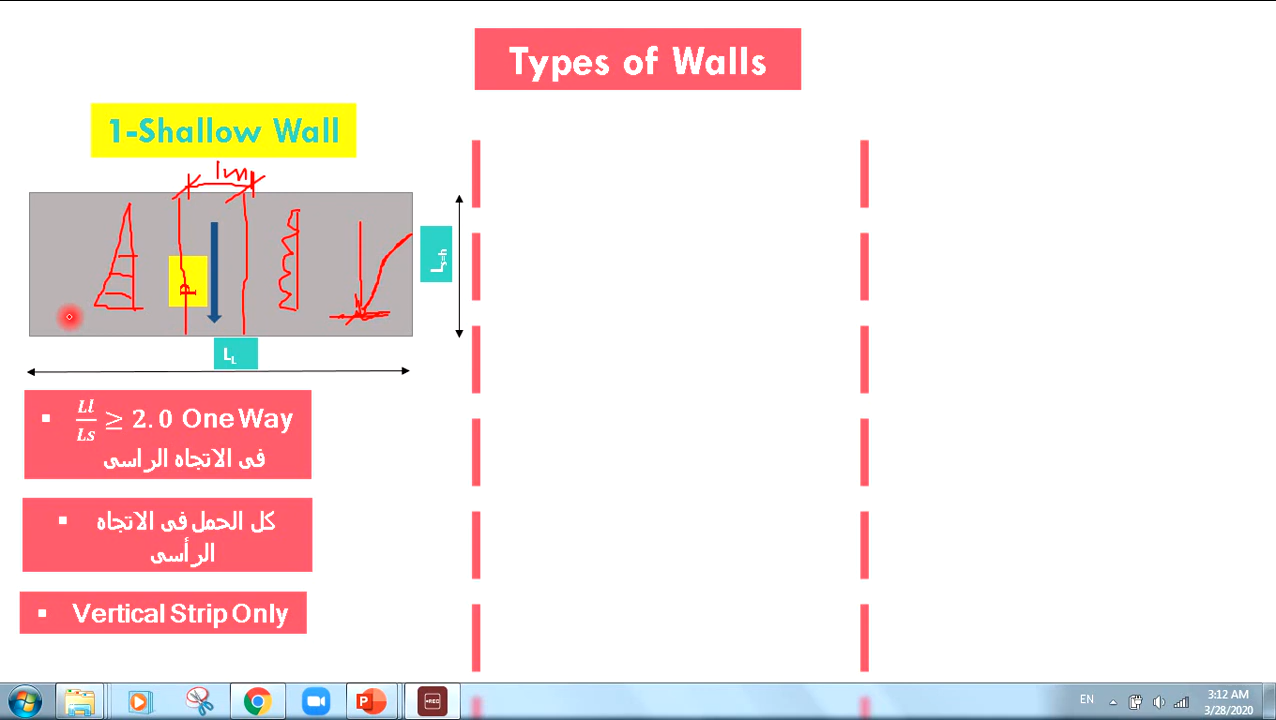 Types of Walls
1-Shallow Wall
1m
P
Ls=h
LL
▪ Ll/Ls ≥ 2.0 One Way
فى الاتجاه الراسى
▪ كل الحمل فى الاتجاه
الرأسى
▪ Vertical Strip Only
EN
3:12 AM
3/28/2020